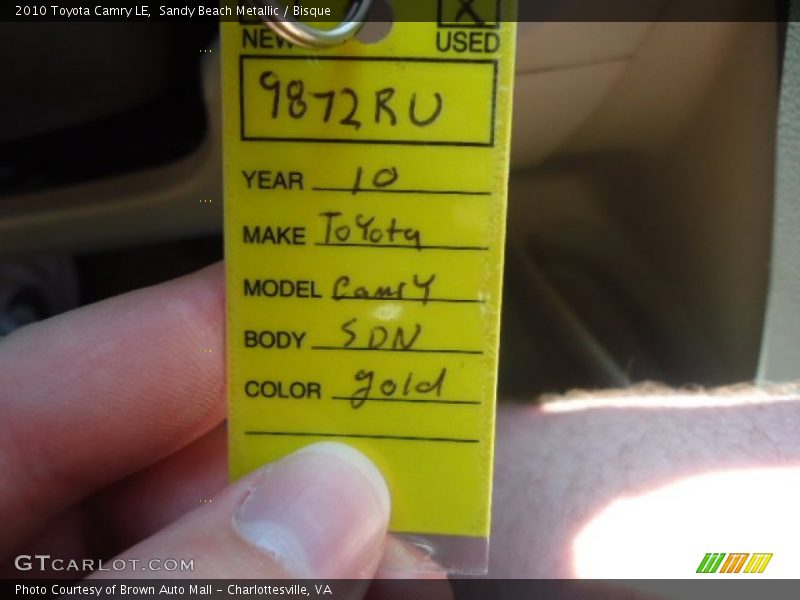 2010 Toyota Camry LE, Sandy Beach Metallic / Bisque
X
NEW USED
9872RU
YEAR 10
MAKE ToYota
MODEL CamrY
BODY SDN
COLOR gold
GTCARLOT.COM
Photo Courtesy of Brown Auto Mall - Charlottesville, VA